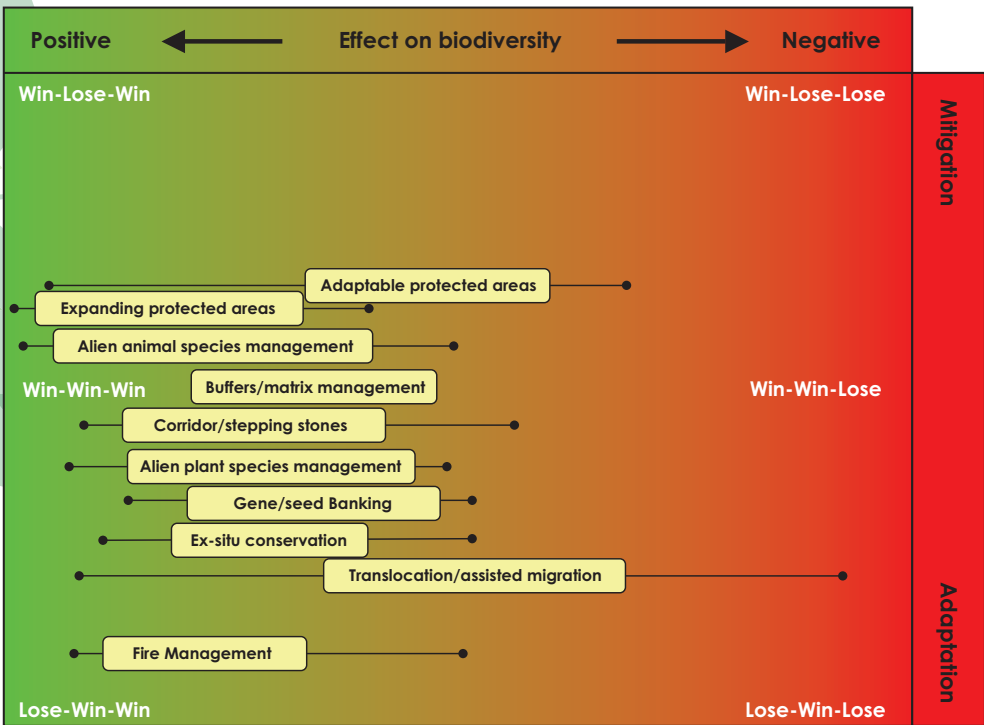 Positive Effect on biodiversity Negative
Win-Lose-Win Win-Lose-Lose
Mitigation
Adaptable protected areas
Expanding protected areas
Alien animal species management
Buffers/matrix management
Win-Win-Win Win-Win-Lose
Corridor/stepping stones
Alien plant species management
Gene/seed Banking
Ex-situ conservation
Translocation/assisted migration
Adaptation
Fire Management
Lose-Win-Win Lose-Win-Lose